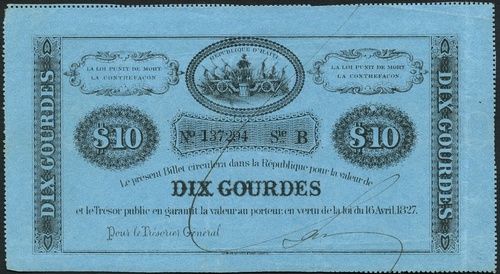 REPUBLIQUE D'HAITI
LA LOI PUNIT DE MORT
LA CONTREFAÇON
LA LOI PUNIT DE MORT
LA CONTREFAÇON
DIX GOURDES
DIX GOURDES
$10
No 137294 Sie B
$10
Le présent Billet circulera dans la République pour la valeur de
DIX GOURDES
et le Tresor public en garantit la valeur au porteur: en vertu de la loi du 16 Avril, 1827.
Pour le Trésorier Général